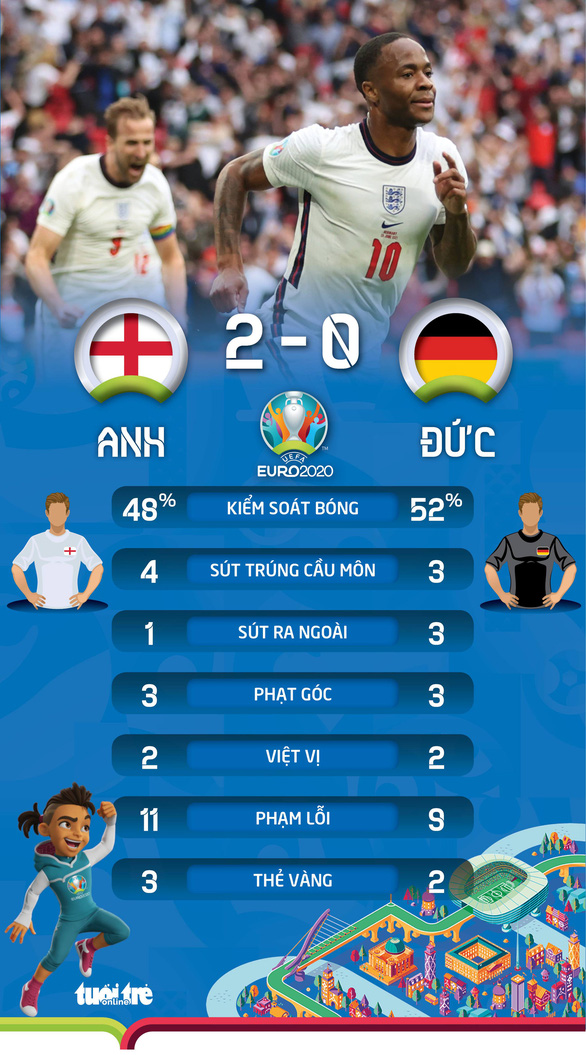 10
2 - 0
ANH
ĐỨC
UEFA
EURO2020
48% KIỂM SOÁT BÓNG 52%
4 SÚT TRÚNG CẦU MÔN 3
1 SÚT RA NGOÀI 3
3 PHẠT GÓC 3
2 VIỆT VỊ 2
11 PHẠM LỖI 9
3 THẺ VÀNG 2
tuổi trẻ
online